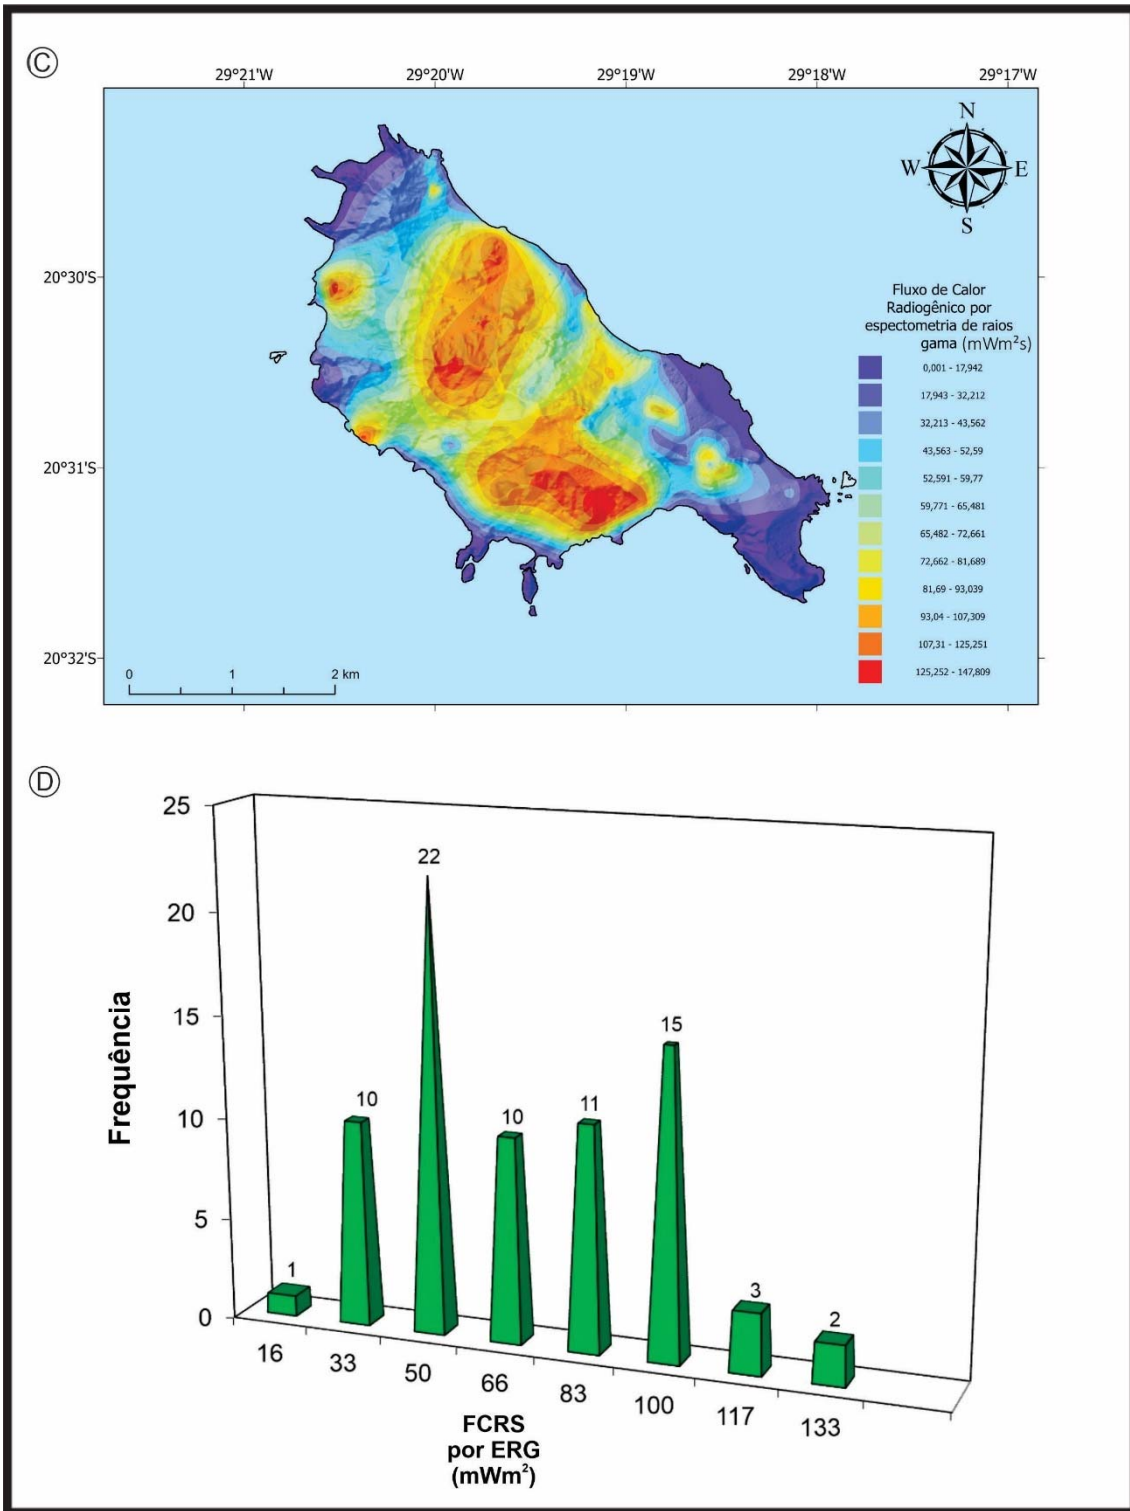 C
29°21'W 29°20'W 29°19'W 29°18'W 29°17'W
N
W E
S
20°30'S
20°31'S
20°32'S
Fluxo de Calor
Radiogênico por
espectometria de raios
gama (mWm²s)
0,001 - 17,942
17,943 - 32,212
32,213 - 43,562
43,563 - 52,59
52,591 - 59,77
59,771 - 65,481
65,482 - 72,661
72,662 - 81,689
81,69 - 93,039
93,04 - 107,309
107,31 - 125,251
125,252 - 147,809
0 1 2 km
D
Frequência
25
20
15
10
5
0
1 10 22 10 11 15 3 2
16 33 50 66 83 100 117 133
FCRS
por ERG
(mWm²)